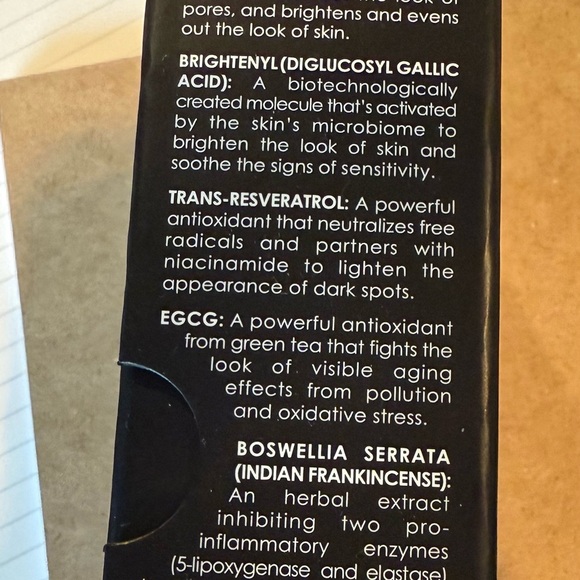 pores, and brightens and evens
out the look of skin.
BRIGHTENYL (DIGLUCOSYL GALLIC
ACID): A biotechnologically
created molecule that's activated
by the skin's microbiome to
brighten the look of skin and
soothe the signs of sensitivity.
TRANS-RESVERATROL: A powerful
antioxidant that neutralizes free
radicals and partners with
niacinamide to lighten the
appearance of dark spots.
EGCG: A powerful antioxidant
from green tea that fights the
look of visible aging
effects from pollution
and oxidative stress.
BOSWELLIA SERRATA
(INDIAN FRANKINCENSE):
An herbal extract
inhibiting two pro-
inflammatory enzymes
(5-lipoxygenase and elastase)